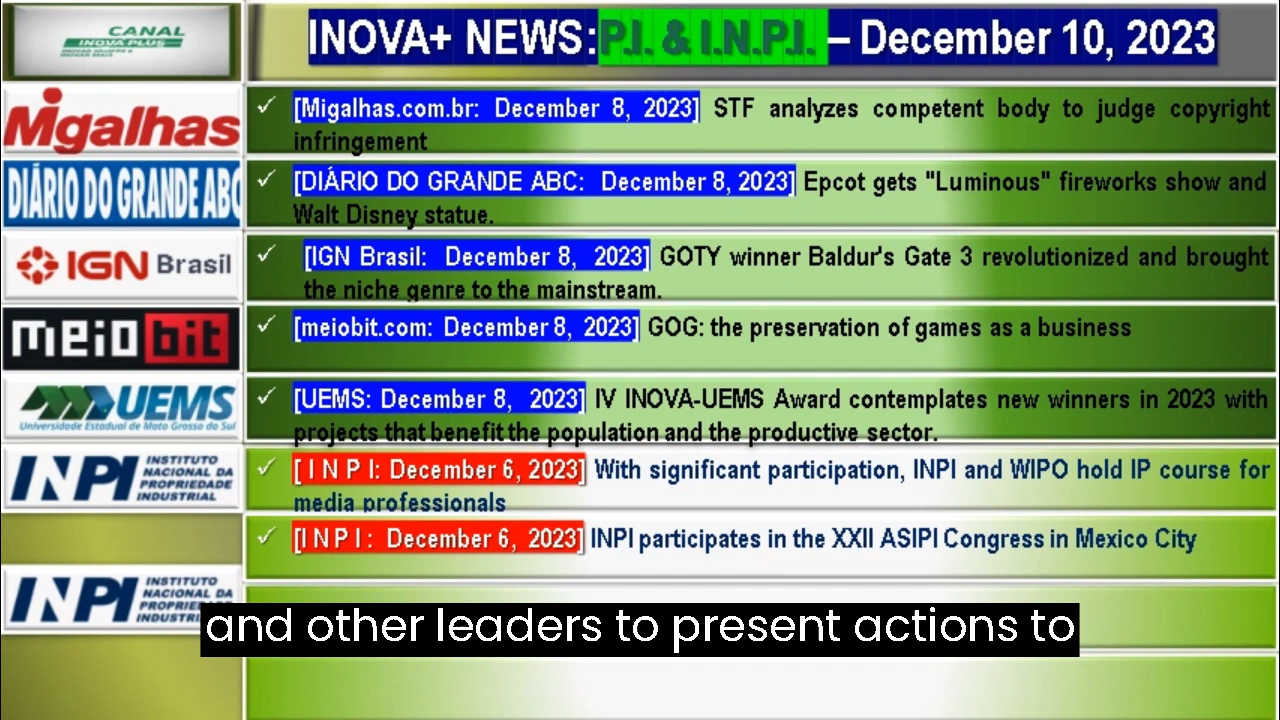 CANAL
INOVA PLUS
INOVA+ NEWS:P.I. & I.N.P.I. – December 10, 2023
Migalhas
[Migalhas.com.br: December 8, 2023] STF analyzes competent body to judge copyright
infringement
DIÁRIO DO GRANDE ABC
[DIÁRIO DO GRANDE ABC: December 8, 2023] Epcot gets "Luminous" fireworks show and
Walt Disney statue.
IGN Brasil
[IGN Brasil: December 8, 2023] GOTY winner Baldur's Gate 3 revolutionized and brought
the niche genre to the mainstream.
meiobit
[meiobit.com: December 8, 2023] GOG: the preservation of games as a business
UEMS
Universidade Estadual de Mato Grosso do Sul
[UEMS: December 8, 2023] IV INOVA-UEMS Award contemplates new winners in 2023 with
projects that benefit the population and the productive sector.
INPI
INSTITUTO
NACIONAL DA
PROPRIEDADE
INDUSTRIAL
[ I N P I: December 6, 2023] With significant participation, INPI and WIPO hold IP course for
media professionals
[I N P I : December 6, 2023] INPI participates in the XXII ASIPI Congress in Mexico City
INPI
INSTITUTO
NACIONAL DA
PROPRIEDADE
INDUSTRIAL
and other leaders to present actions to